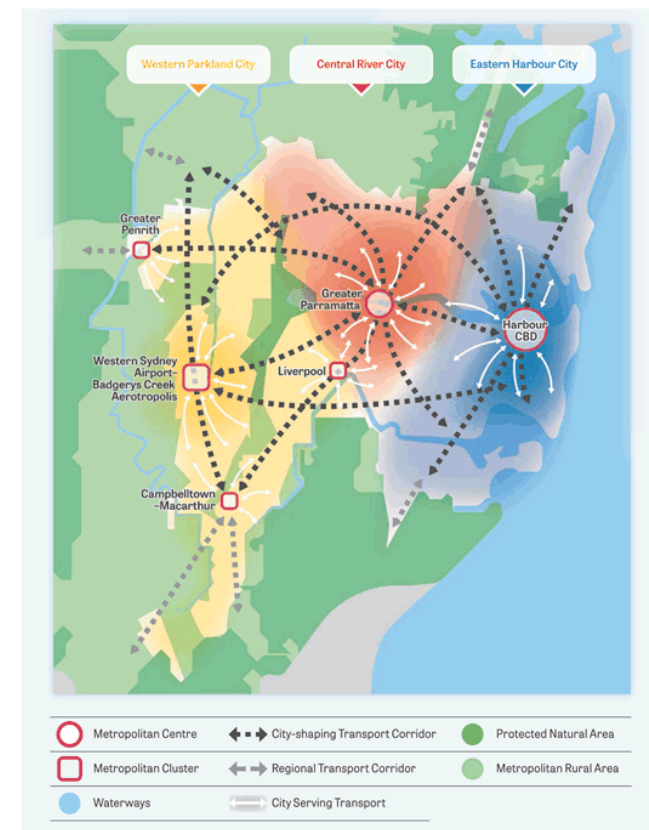 Western Parkland City
Central River City
Eastern Harbour City
Greater
Penrith
Greater
Parramatta
Harbour
CBD
Western Sydney
Airport–
Badgerys Creek
Aerotropolis
Liverpool
Campbelltown
–Macarthur
Metropolitan Centre
City-shaping Transport Corridor
Protected Natural Area
Metropolitan Cluster
Regional Transport Corridor
Metropolitan Rural Area
Waterways
City Serving Transport